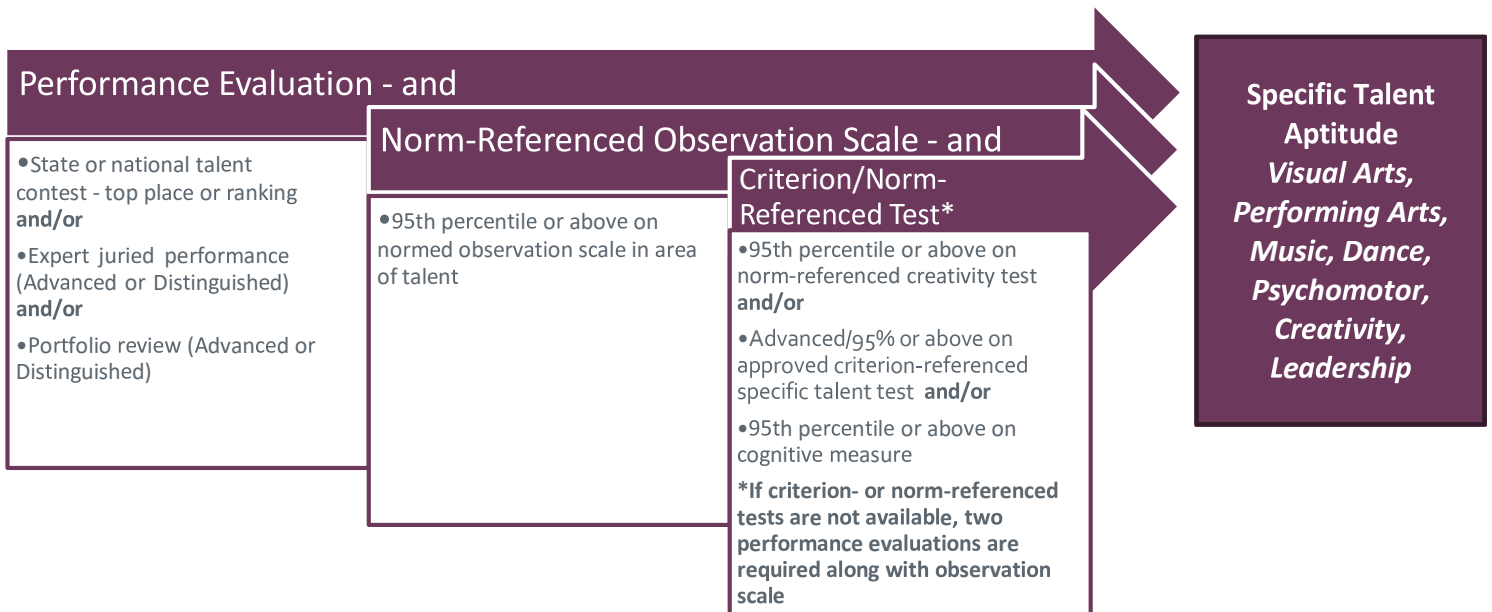 Performance Evaluation - and
•State or national talent
contest - top place or ranking
and/or
•Expert juried performance
(Advanced or Distinguished)
and/or
•Portfolio review (Advanced or
Distinguished)
Norm-Referenced Observation Scale - and
•95th percentile or above on
normed observation scale in area
of talent
Criterion/Norm-
Referenced Test*
•95th percentile or above on
norm-referenced creativity test
and/or
•Advanced/95% or above on
approved criterion-referenced
specific talent test and/or
•95th percentile or above on
cognitive measure
*If criterion- or norm-referenced
tests are not available, two
performance evaluations are
required along with observation
scale
Specific Talent
Aptitude
Visual Arts,
Performing Arts,
Music, Dance,
Psychomotor,
Creativity,
Leadership